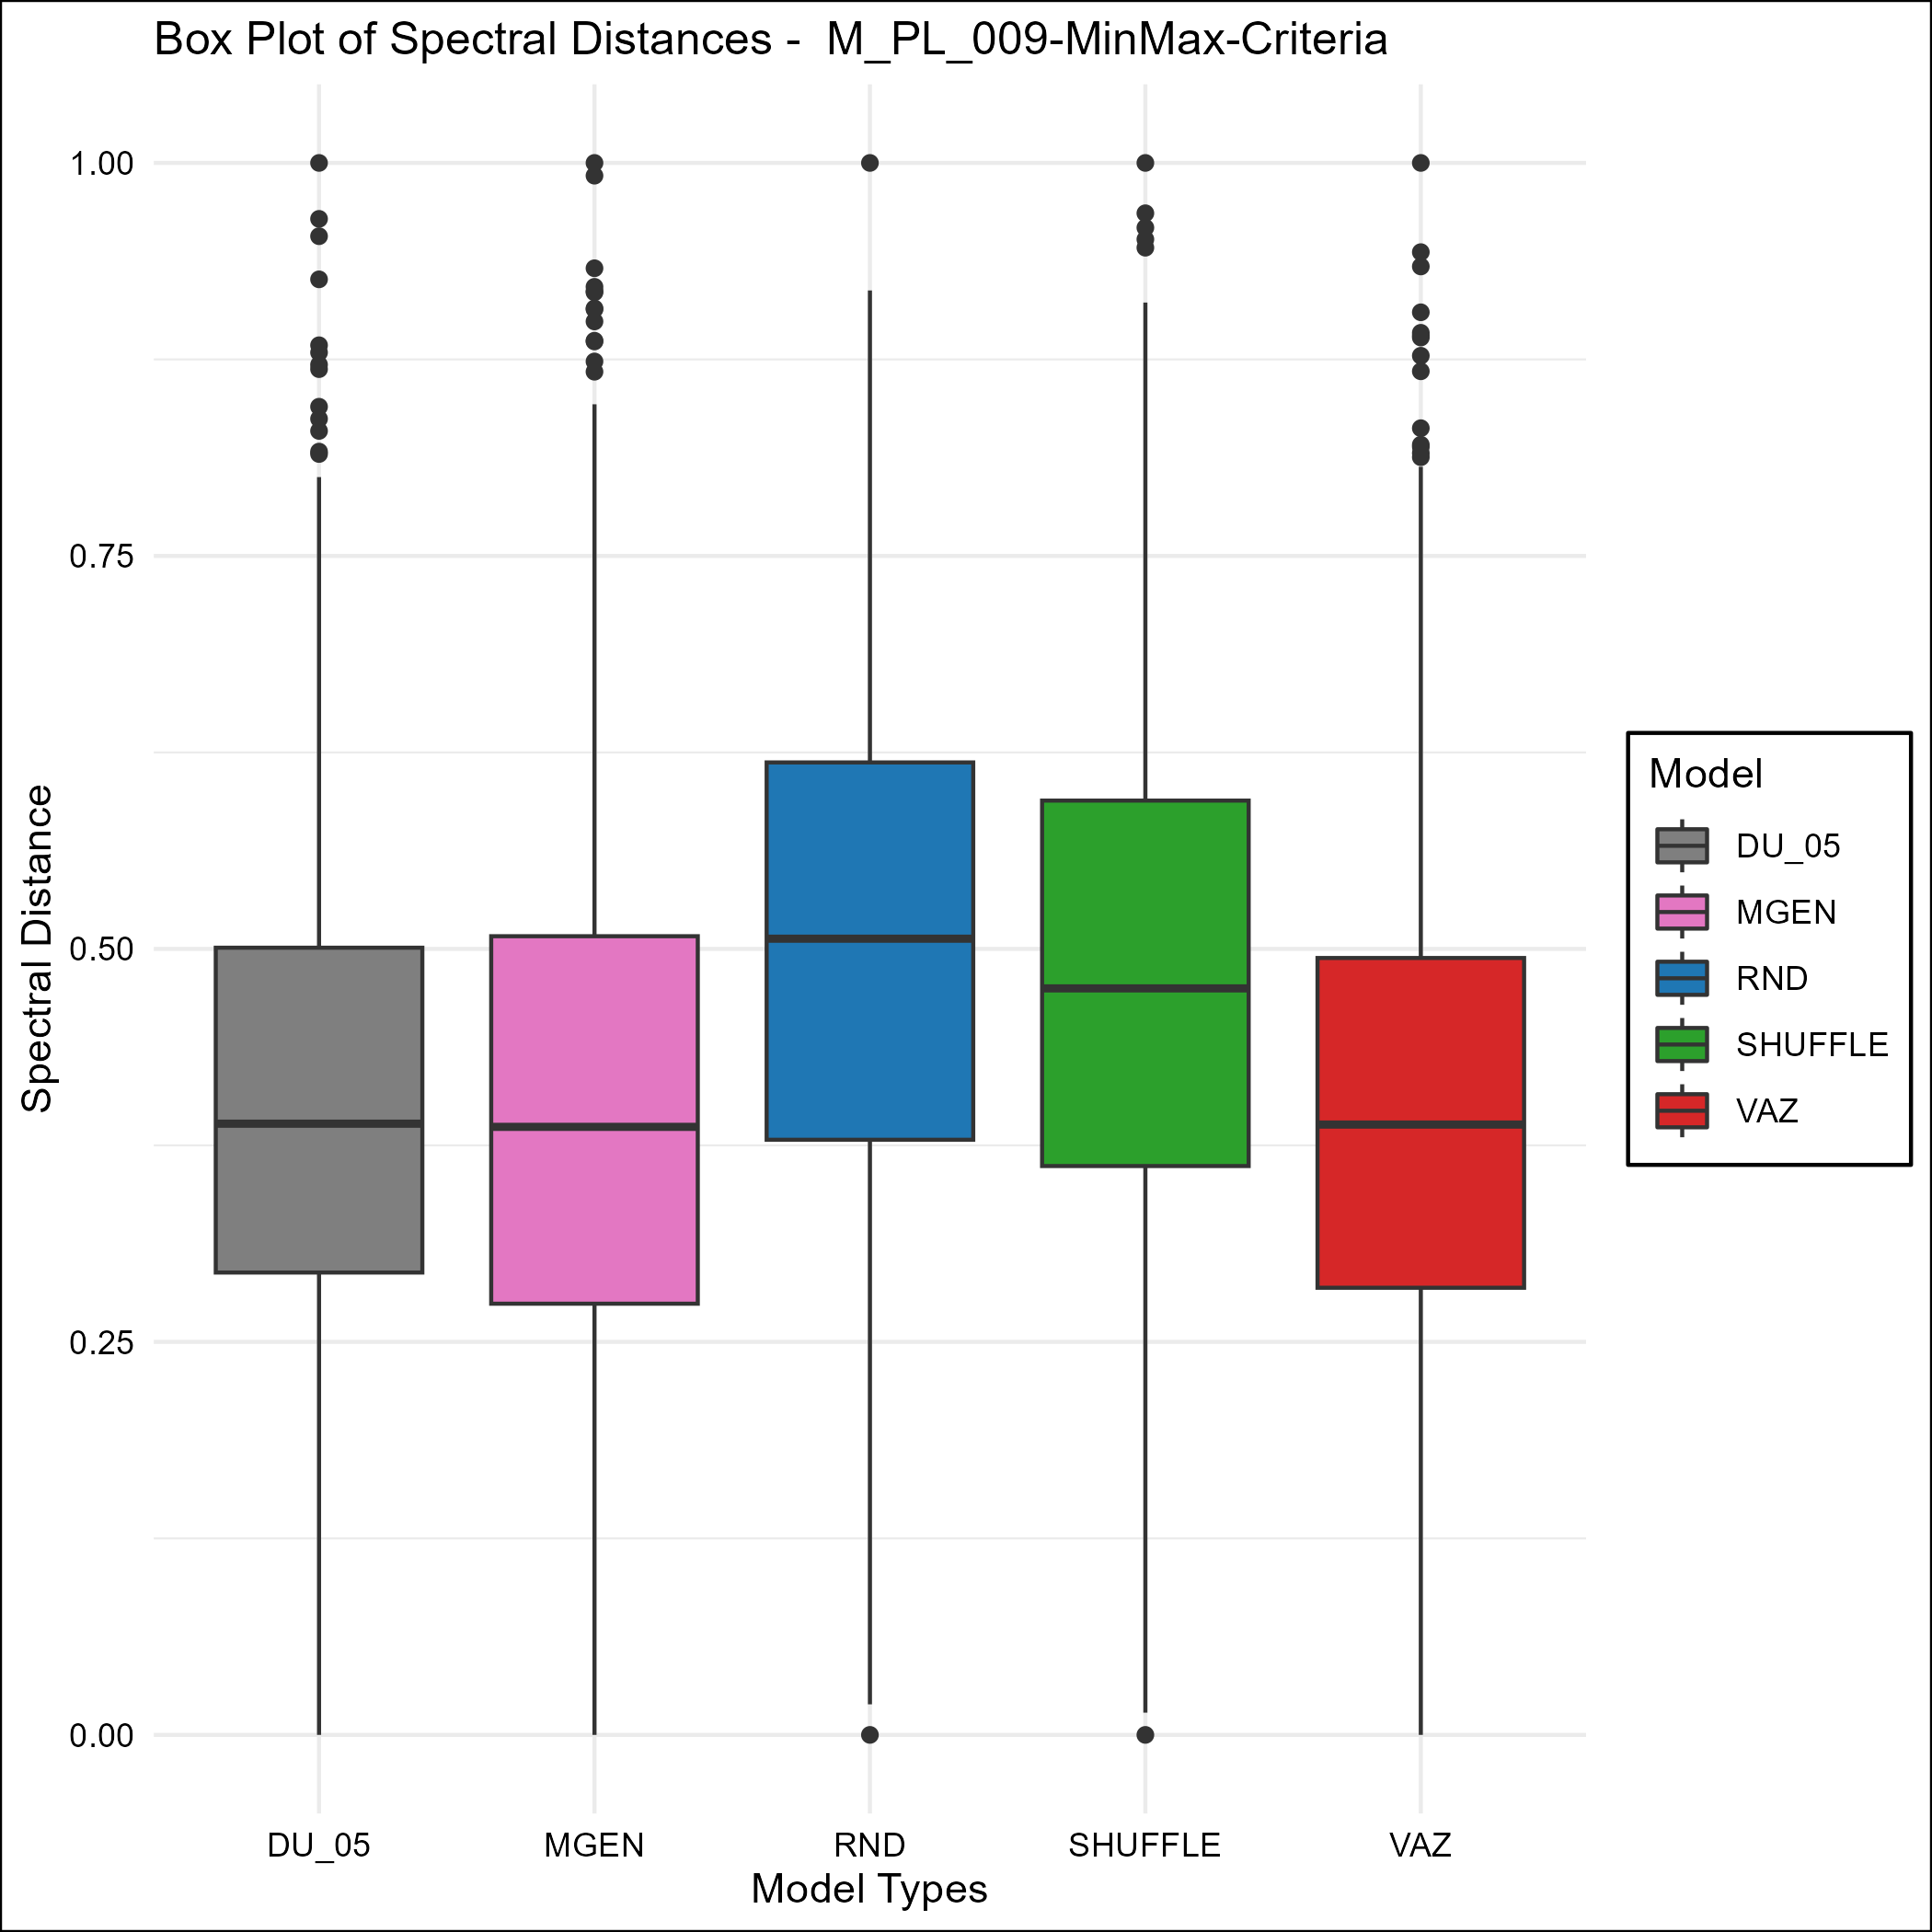 Box Plot of Spectral Distances -  M_PL_009-MinMax-Criteria
Spectral Distance
1.00
0.75
0.50
0.25
0.00
DU_05
MGEN
RND
SHUFFLE
VAZ
Model Types
Model
DU_05
MGEN
RND
SHUFFLE
VAZ